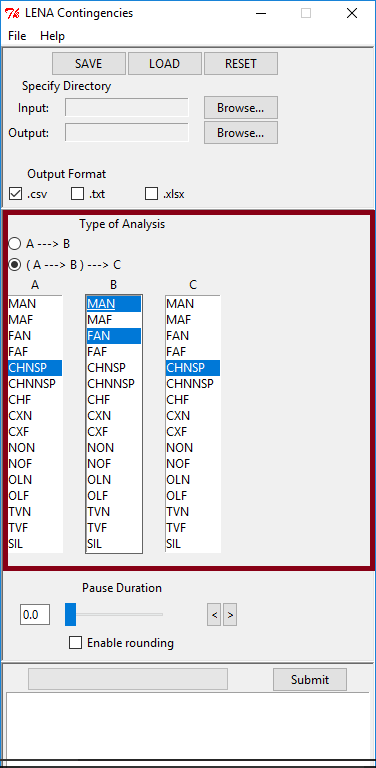 LENA Contingencies
File Help
SAVE LOAD RESET
Specify Directory
Input: Browse...
Output: Browse...
Output Format
.csv .txt .xlsx
Type of Analysis
A ---> B
( A ---> B ) ---> C
A B C
MAN MAN MAN
MAF MAF MAF
FAN FAN FAN
FAF FAF FAF
CHNSP CHNSP CHNSP
CHNNSP CHNNSP CHNNSP
CHF CHF CHF
CXN CXN CXN
CXF CXF CXF
NON NON NON
NOF NOF NOF
OLN OLN OLN
OLF OLF OLF
TVN TVN TVN
TVF TVF TVF
SIL SIL SIL
Pause Duration
0.0 < >
Enable rounding
Submit